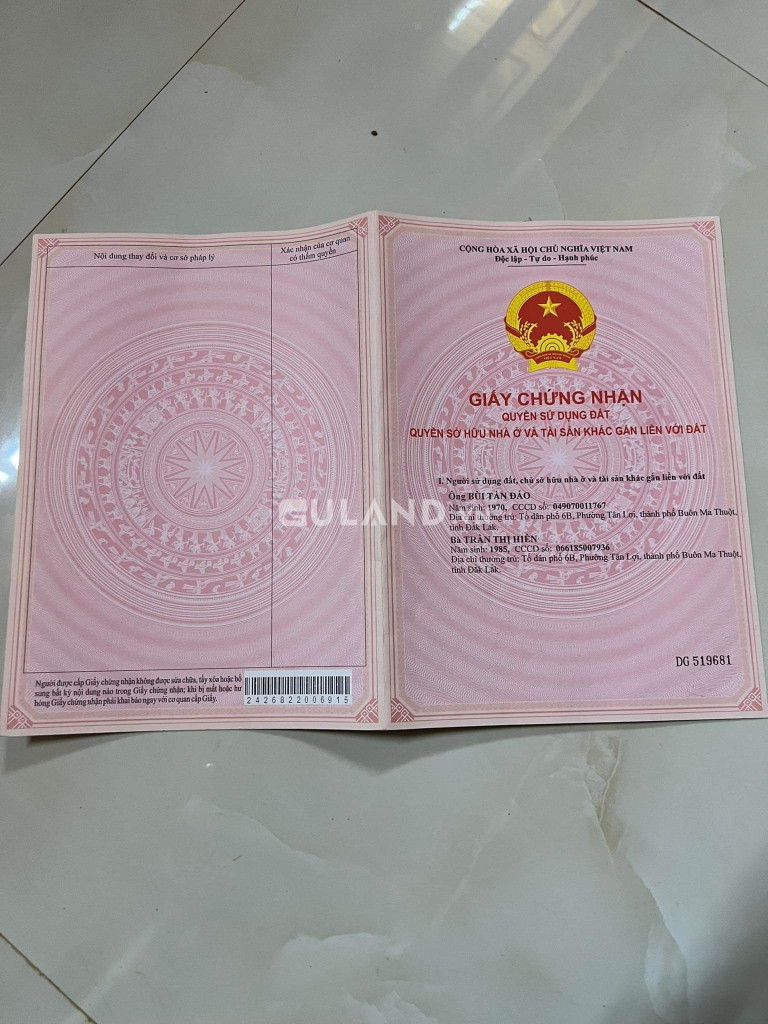 Nội dung thay đổi và cơ sở pháp lý
Xác nhận của cơ quan
có thẩm quyền
Người được cấp Giấy chứng nhận không được sửa chữa, tẩy xóa hoặc bổ
sung bất kỳ nội dung nào trong Giấy chứng nhận; khi bị mất hoặc hư
hỏng Giấy chứng nhận phải khai báo ngay với cơ quan cấp Giấy.
2426822006915
CỘNG HÒA XÃ HỘI CHỦ NGHĨA VIỆT NAM
Độc lập - Tự do - Hạnh phúc
GIẤY CHỨNG NHẬN
QUYỀN SỬ DỤNG ĐẤT
QUYỀN SỞ HỮU NHÀ Ở VÀ TÀI SẢN KHÁC GẮN LIỀN VỚI ĐẤT
I. Người sử dụng đất, chủ sở hữu nhà ở và tài sản khác gắn liền với đất
Ông BÙI TẤN ĐẢO
Năm sinh: 1970, CCCD số: 049070011767
Địa chỉ thường trú: Tổ dân phố 6B, Phường Tân Lợi, thành phố Buôn Ma Thuột,
tỉnh Đắk Lắk.
Bà TRẦN THỊ HIỀN
Năm sinh: 1985, CCCD số: 066185007936
Địa chỉ thường trú: Tổ dân phố 6B, Phường Tân Lợi, thành phố Buôn Ma Thuột,
tỉnh Đắk Lắk.
DG 519681
GULAND